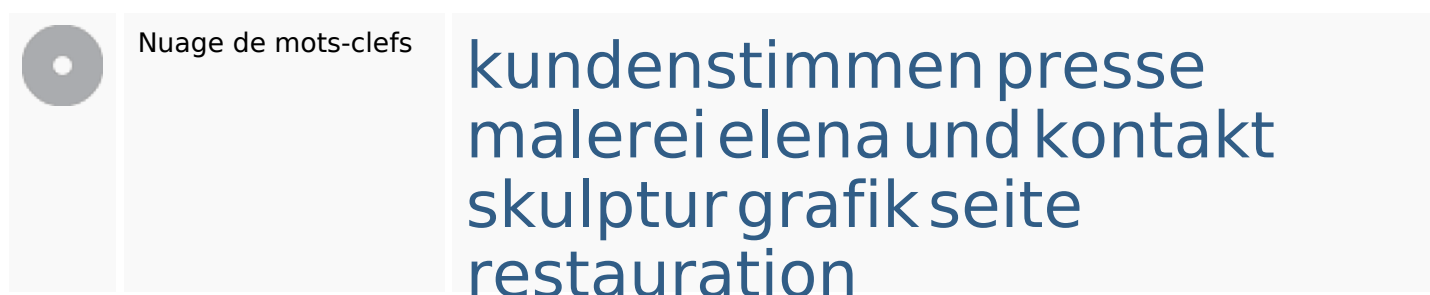 Nuage de mots-clefs
kundenstimmen presse
malerei elena und kontakt
skulptur grafik seite
restauration